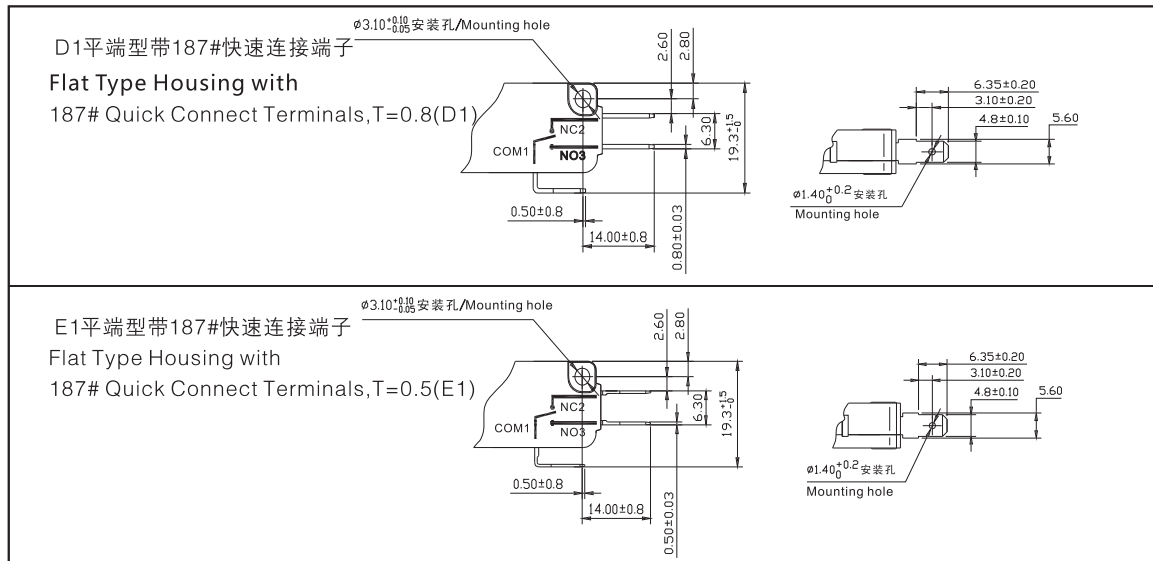 D1平端型带187#快速连接端子
Flat Type Housing with
187# Quick Connect Terminals,T=0.8(D1)
ø3.10+0.10-0.05安装孔/Mounting hole
2.60
2.80
NC2
COM1
NO3
6.30
19.3+1.5-0
0.50±0.8
14.00±0.8
0.80±0.03
6.35±0.20
3.10±0.20
4.8±0.10
5.60
ø1.40+0.2 0安装孔
Mounting hole
E1平端型带187#快速连接端子
Flat Type Housing with
187# Quick Connect Terminals,T=0.5(E1)
ø3.10+0.10-0.05安装孔/Mounting hole
2.60
2.80
NC2
COM1
NO3
6.30
19.3+1.5-0
0.50±0.8
14.00±0.8
0.50±0.03
6.35±0.20
3.10±0.20
4.8±0.10
5.60
ø1.40+0.2 0安装孔
Mounting hole